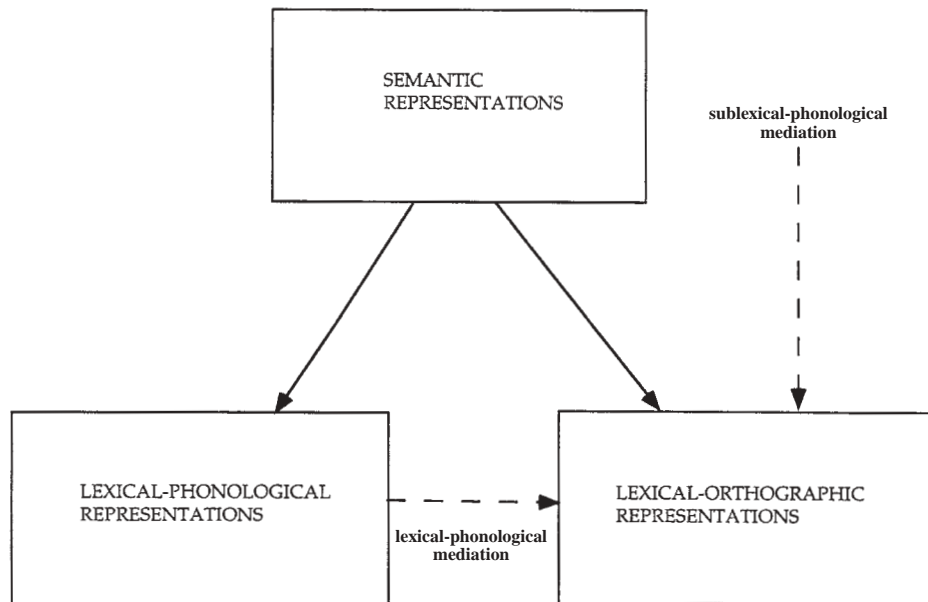 SEMANTIC
REPRESENTATIONS
sublexical-phonological
mediation
LEXICAL-PHONOLOGICAL
REPRESENTATIONS
lexical-phonological
mediation
LEXICAL-ORTHOGRAPHIC
REPRESENTATIONS